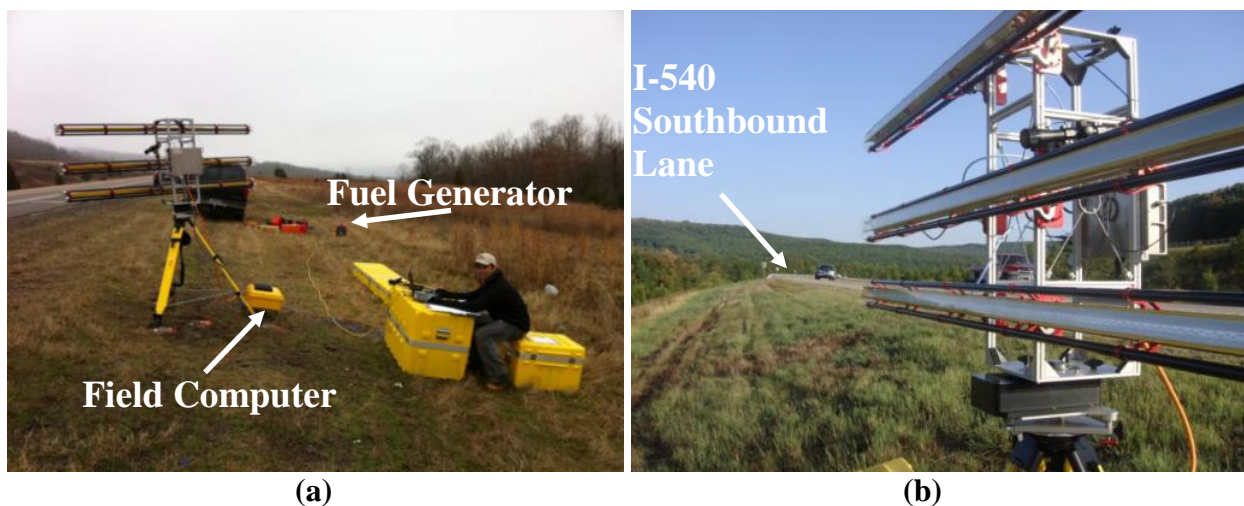 Fuel Generator
Field Computer
I-540
Southbound
Lane
(a)
(b)